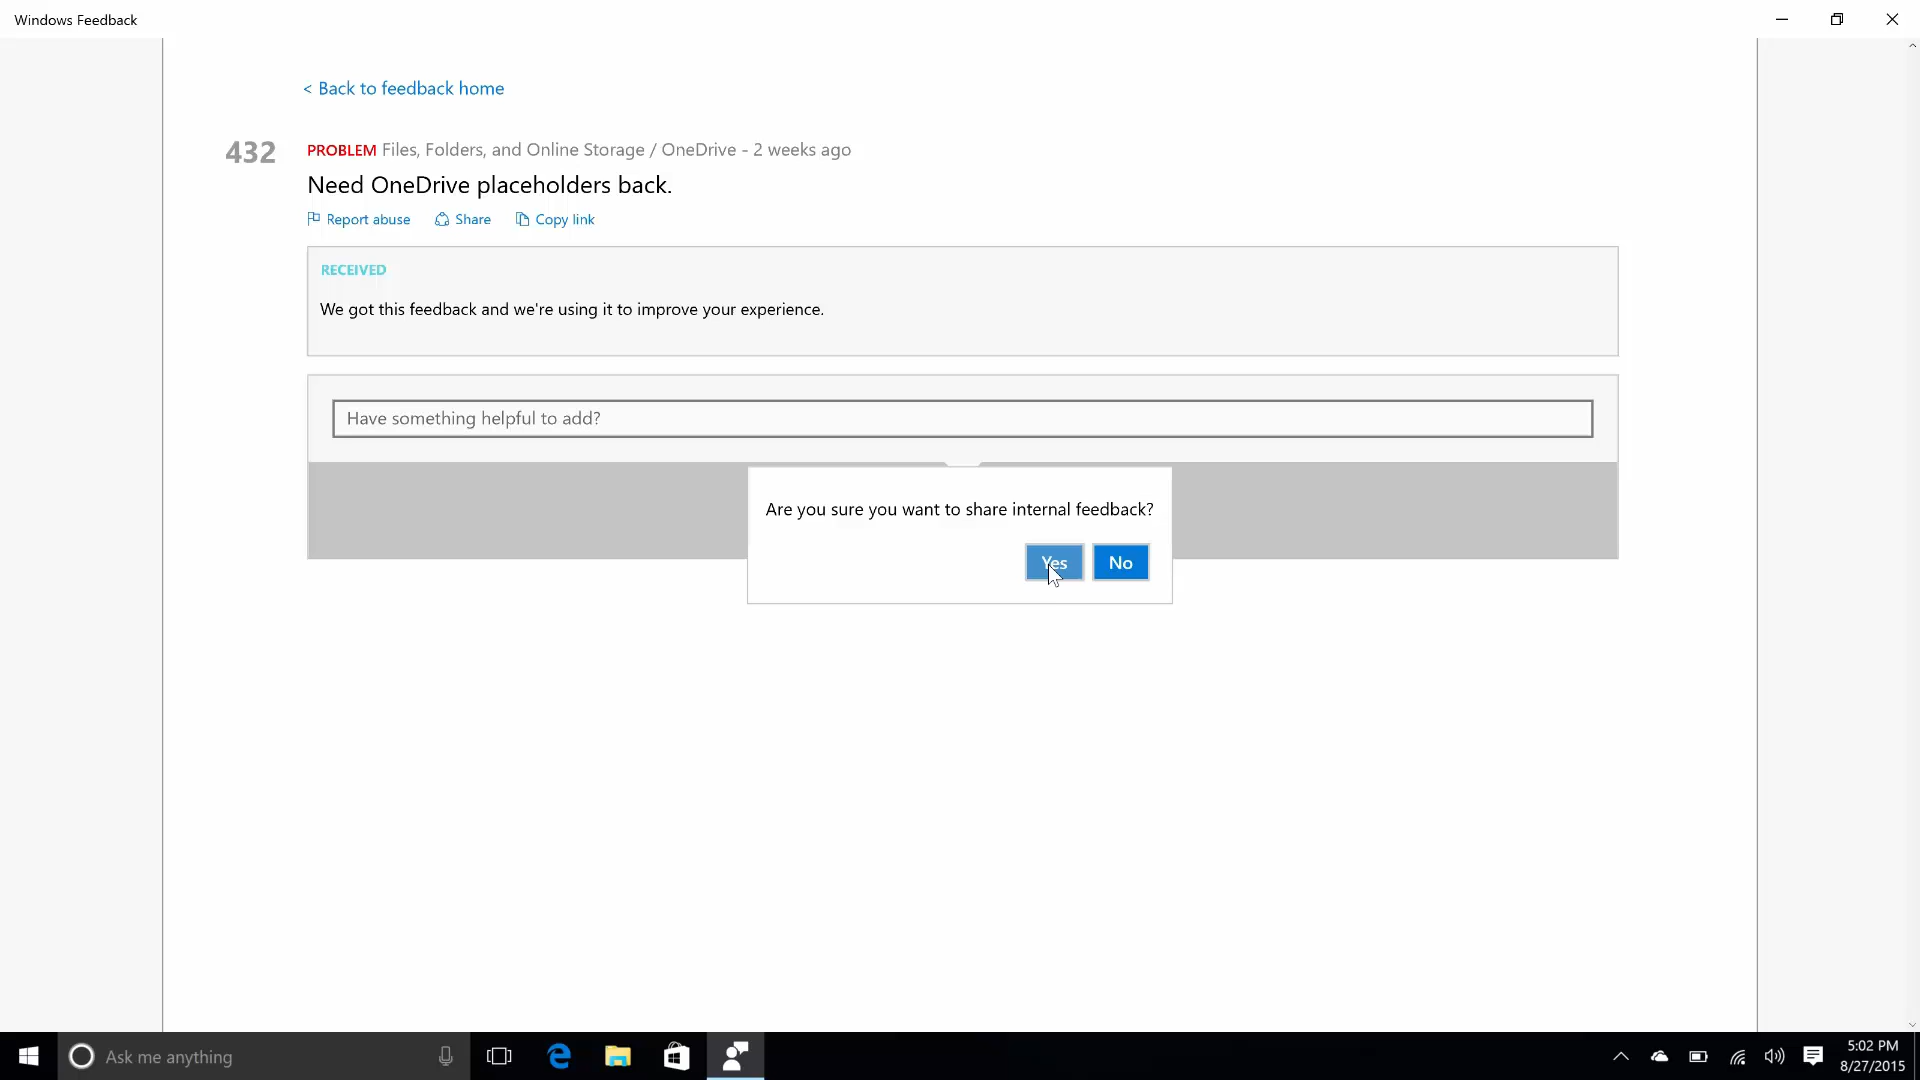 Windows Feedback
< Back to feedback home
432
PROBLEM Files, Folders, and Online Storage / OneDrive - 2 weeks ago
Need OneDrive placeholders back.
Report abuse Share Copy link
RECEIVED
We got this feedback and we're using it to improve your experience.
Have something helpful to add?
Are you sure you want to share internal feedback?
Yes No
Ask me anything
5:02 PM
8/27/2015